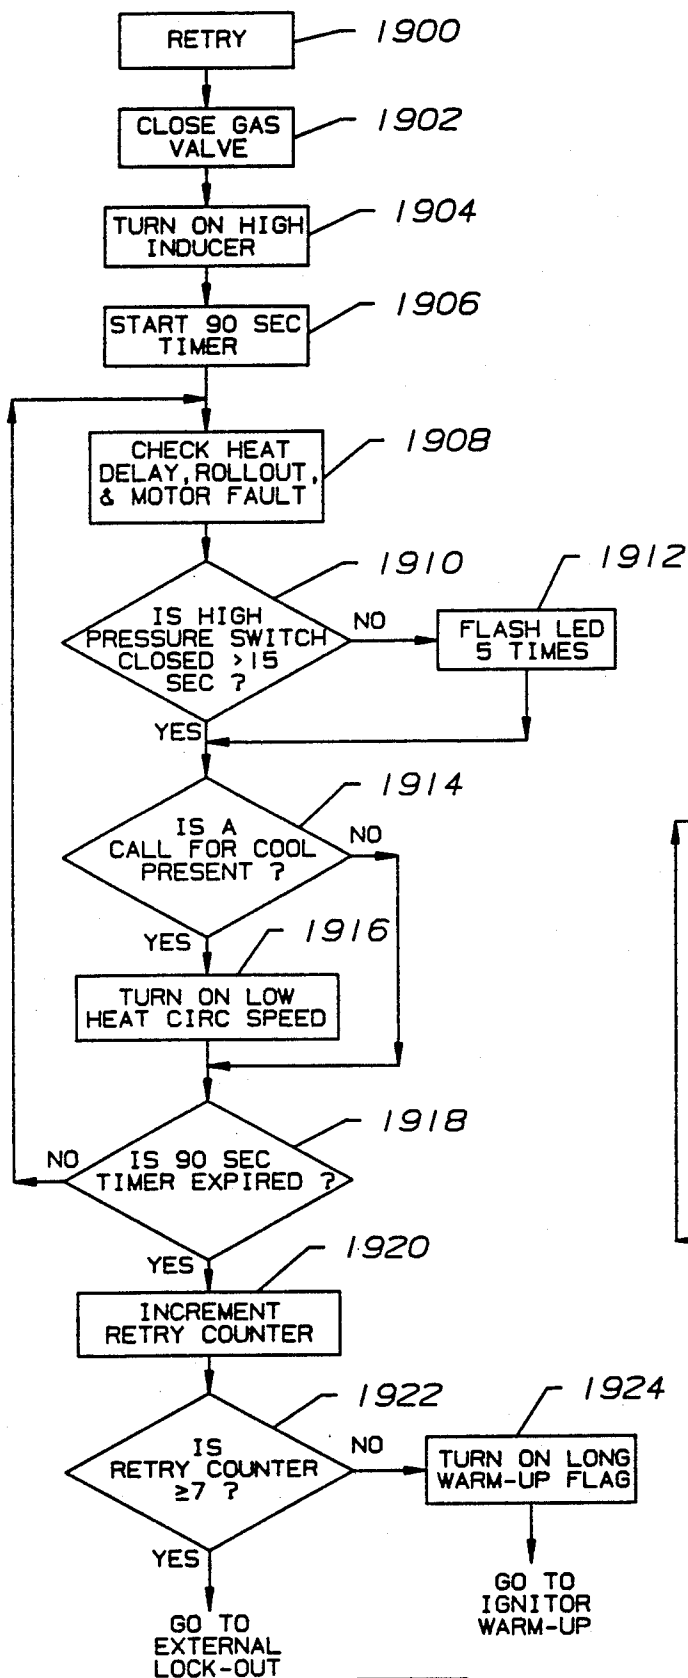 RETRY
1900
CLOSE GAS
VALVE
1902
TURN ON HIGH
INDUCER
1904
START 90 SEC
TIMER
1906
CHECK HEAT
DELAY, ROLLOUT,
& MOTOR FAULT
1908
IS HIGH
PRESSURE SWITCH
CLOSED >15
SEC ?
1910
NO
FLASH LED
5 TIMES
1912
YES
IS A
CALL FOR COOL
PRESENT ?
1914
NO
YES
TURN ON LOW
HEAT CIRC SPEED
1916
IS 90 SEC
TIMER EXPIRED ?
1918
NO
YES
INCREMENT
RETRY COUNTER
1920
IS
RETRY COUNTER
≥7 ?
1922
NO
TURN ON LONG
WARM-UP FLAG
1924
YES
GO TO
IGNITOR
WARM-UP
GO TO
EXTERNAL
LOCK-OUT